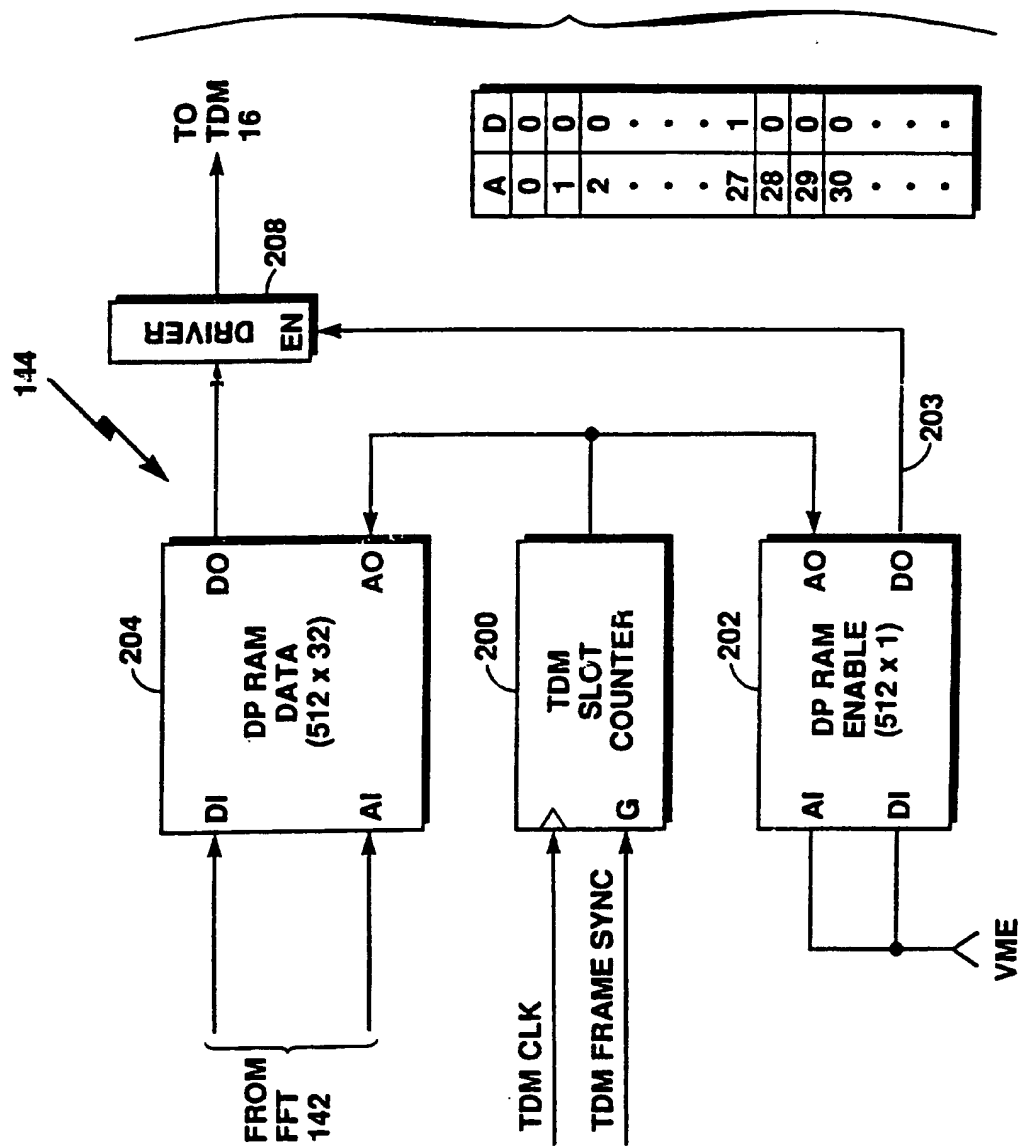 144
FROM
FFT
142
DI
AI
DP RAM
DATA
(512 x 32)
DO
AO
204
DRIVER
EN
208
TO
TDM
16
TDM CLK
TDM FRAME SYNC
G
TDM
SLOT
COUNTER
200
VME
AI
DI
DP RAM
ENABLE
(512 x 1)
AO
DO
202
203
A D
0 0
1 0
2 0
· ·
· ·
· ·
27 1
28 0
29 0
30 0
· ·
· ·
· ·